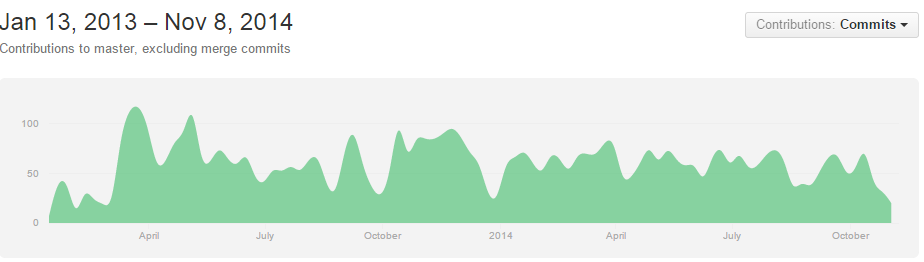 Jan 13, 2013 – Nov 8, 2014
Contributions: Commits
Contributions to master, excluding merge commits
100
50
0
April July October 2014 April July October